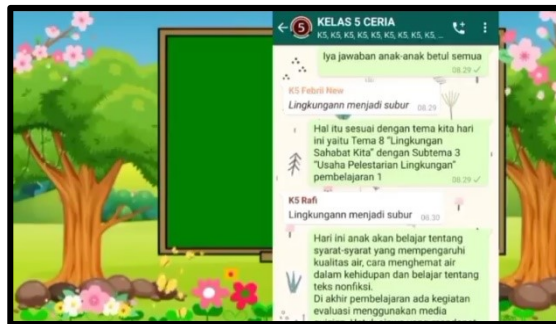 5
KELAS 5 CERIA
K5, K5, K5, K5, K5, K5, K5, K5, K5, ...
Iya jawaban anak-anak betul semua
08.29
K5 Febrii New
Lingkungann menjadi subur 08.29
Hal itu sesuai dengan tema kita hari
ini yaitu Tema 8 "Lingkungan
Sahabat Kita" dengan Subtema 3
"Usaha Pelestarian Lingkungan"
pembelajaran 1
08.29
K5 Rafi
Lingkungann menjadi subur 08.30
Hari ini anak akan belajar tentang
syarat-syarat yang mempengaruhi
kualitas air, cara menghemat air
dalam kehidupan dan belajar tentang
teks nonfiksi.
Di akhir pembelajaran ada kegiatan
evaluasi menggunakan media